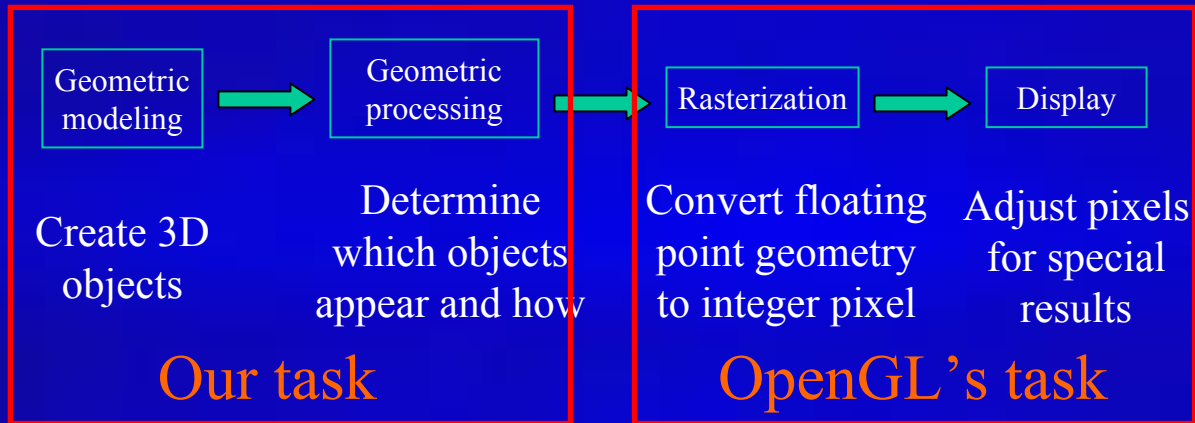 Geometric
modeling
Geometric
processing
Rasterization
Display
Create 3D
objects
Determine
which objects
appear and how
Convert floating
point geometry
to integer pixel
Adjust pixels
for special
results
Our task
OpenGL's task